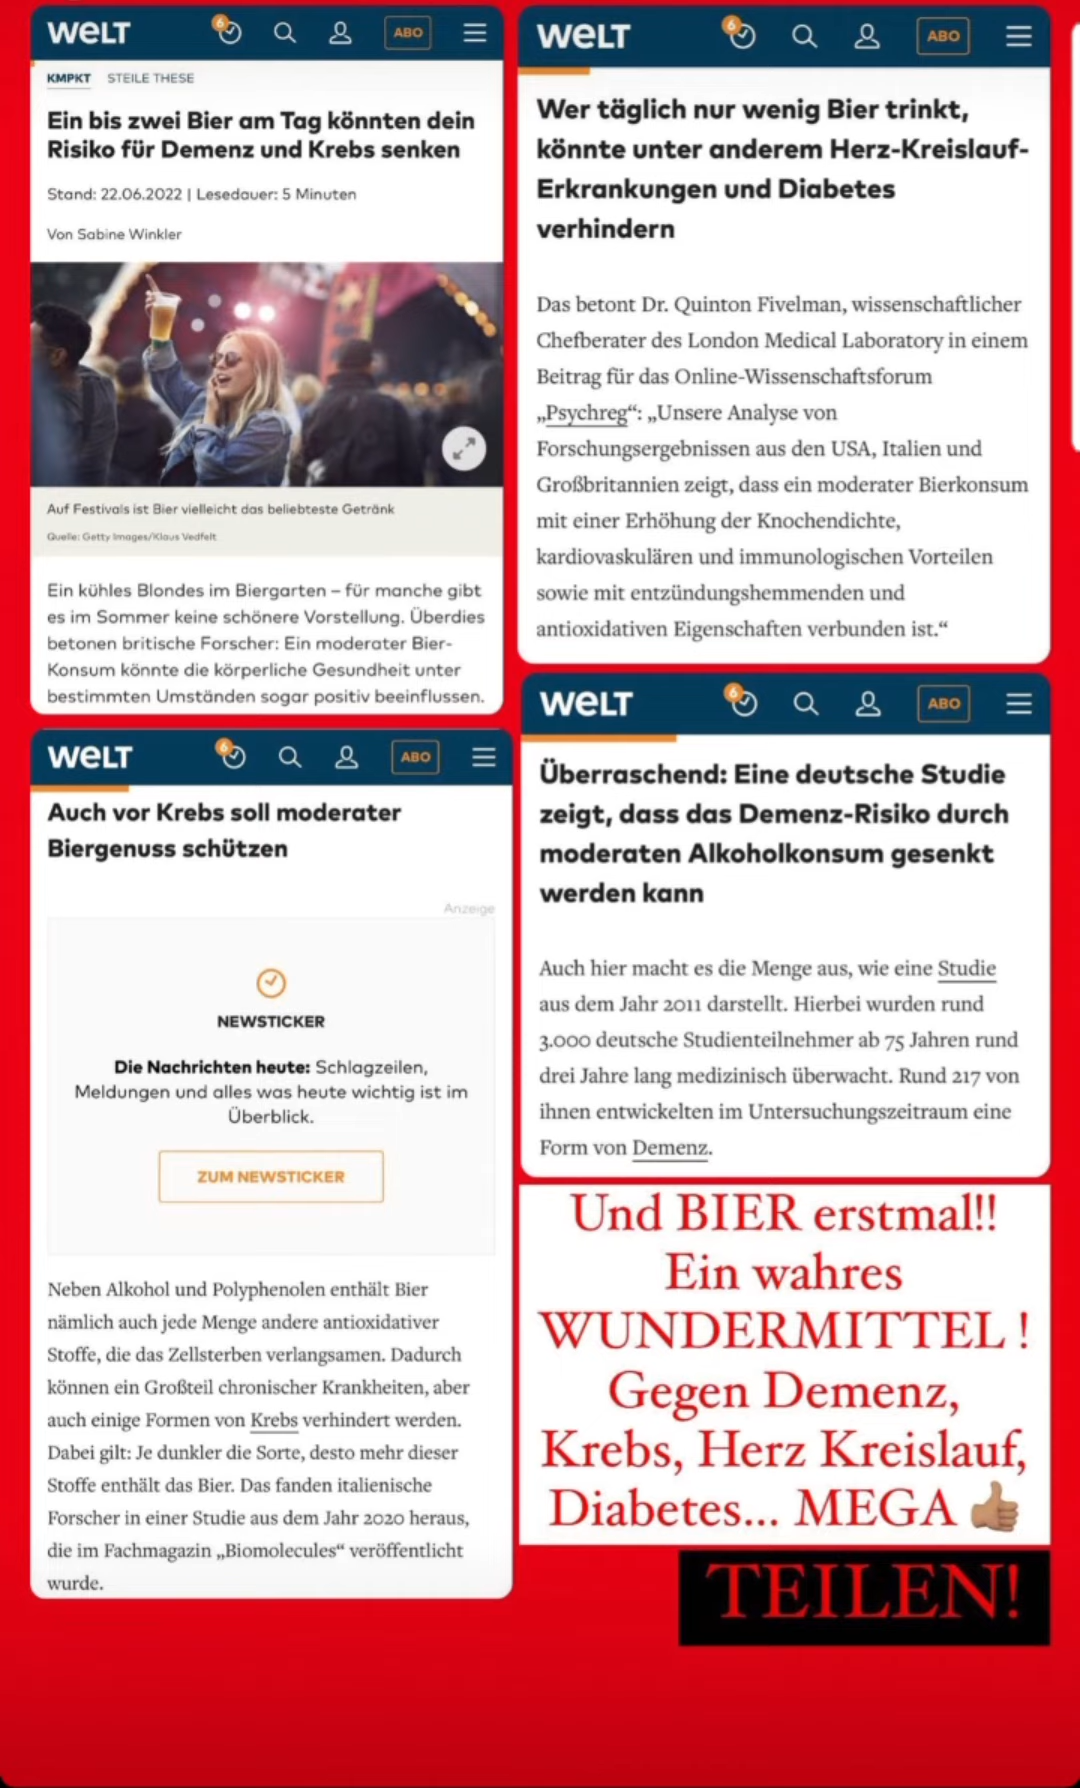 WELT
6
ABO
KMPKT STEILE THESE
Ein bis zwei Bier am Tag könnten dein
Risiko für Demenz und Krebs senken
Stand: 22.06.2022 | Lesedauer: 5 Minuten
Von Sabine Winkler
Auf Festivals ist Bier vielleicht das beliebteste Getränk
Quelle: Getty Images/Klaus Vedfelt
Ein kühles Blondes im Biergarten – für manche gibt
es im Sommer keine schönere Vorstellung. Überdies
betonen britische Forscher: Ein moderater Bier-
Konsum könnte die körperliche Gesundheit unter
bestimmten Umständen sogar positiv beeinflussen.
WELT
6
ABO
Wer täglich nur wenig Bier trinkt,
könnte unter anderem Herz-Kreislauf-
Erkrankungen und Diabetes
verhindern
Das betont Dr. Quinton Fivelman, wissenschaftlicher
Chefberater des London Medical Laboratory in einem
Beitrag für das Online-Wissenschaftsforum
„Psychreg“: „Unsere Analyse von
Forschungsergebnissen aus den USA, Italien und
Großbritannien zeigt, dass ein moderater Bierkonsum
mit einer Erhöhung der Knochendichte,
kardiovaskulären und immunologischen Vorteilen
sowie mit entzündungshemmenden und
antioxidativen Eigenschaften verbunden ist.“
WELT
6
ABO
Auch vor Krebs soll moderater
Biergenuss schützen
Anzeige
NEWSTICKER
Die Nachrichten heute: Schlagzeilen,
Meldungen und alles was heute wichtig ist im
Überblick.
ZUM NEWSTICKER
Neben Alkohol und Polyphenolen enthält Bier
nämlich auch jede Menge andere antioxidativer
Stoffe, die das Zellsterben verlangsamen. Dadurch
können ein Großteil chronischer Krankheiten, aber
auch einige Formen von Krebs verhindert werden.
Dabei gilt: Je dunkler die Sorte, desto mehr dieser
Stoffe enthält das Bier. Das fanden italienische
Forscher in einer Studie aus dem Jahr 2020 heraus,
die im Fachmagazin „Biomolecules“ veröffentlicht
wurde.
WELT
6
ABO
Überraschend: Eine deutsche Studie
zeigt, dass das Demenz-Risiko durch
moderaten Alkoholkonsum gesenkt
werden kann
Auch hier macht es die Menge aus, wie eine Studie
aus dem Jahr 2011 darstellt. Hierbei wurden rund
3.000 deutsche Studienteilnehmer ab 75 Jahren rund
drei Jahre lang medizinisch überwacht. Rund 217 von
ihnen entwickelten im Untersuchungszeitraum eine
Form von Demenz.
Und BIER erstmal!!
Ein wahres
WUNDERMITTEL !
Gegen Demenz,
Krebs, Herz Kreislauf,
Diabetes... MEGA 👍🏽
TEILEN!